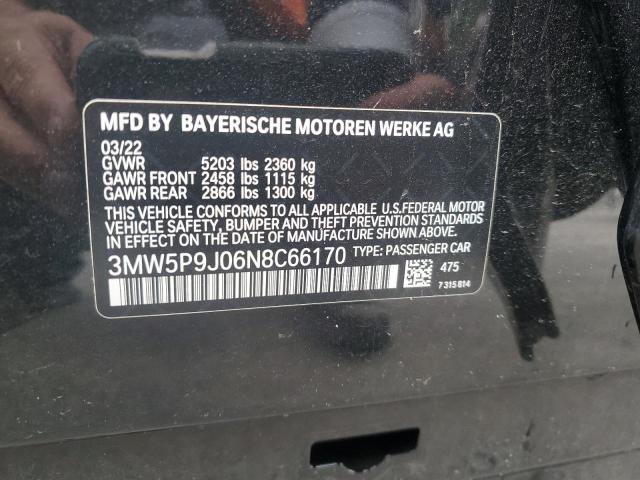 MFD BY BAYERISCHE MOTOREN WERKE AG
03/22
GVWR 5203 lbs 2360 kg
GAWR FRONT 2458 lbs 1115 kg
GAWR REAR 2866 lbs 1300 kg
THIS VEHICLE CONFORMS TO ALL APPLICABLE U.S.FEDERAL MOTOR
VEHICLE SAFETY, BUMPER AND THEFT PREVENTION STANDARDS
IN EFFECT ON THE DATE OF MANUFACTURE SHOWN ABOVE.
3MW5P9J06N8C66170 TYPE: PASSENGER CAR
475
7 315 814